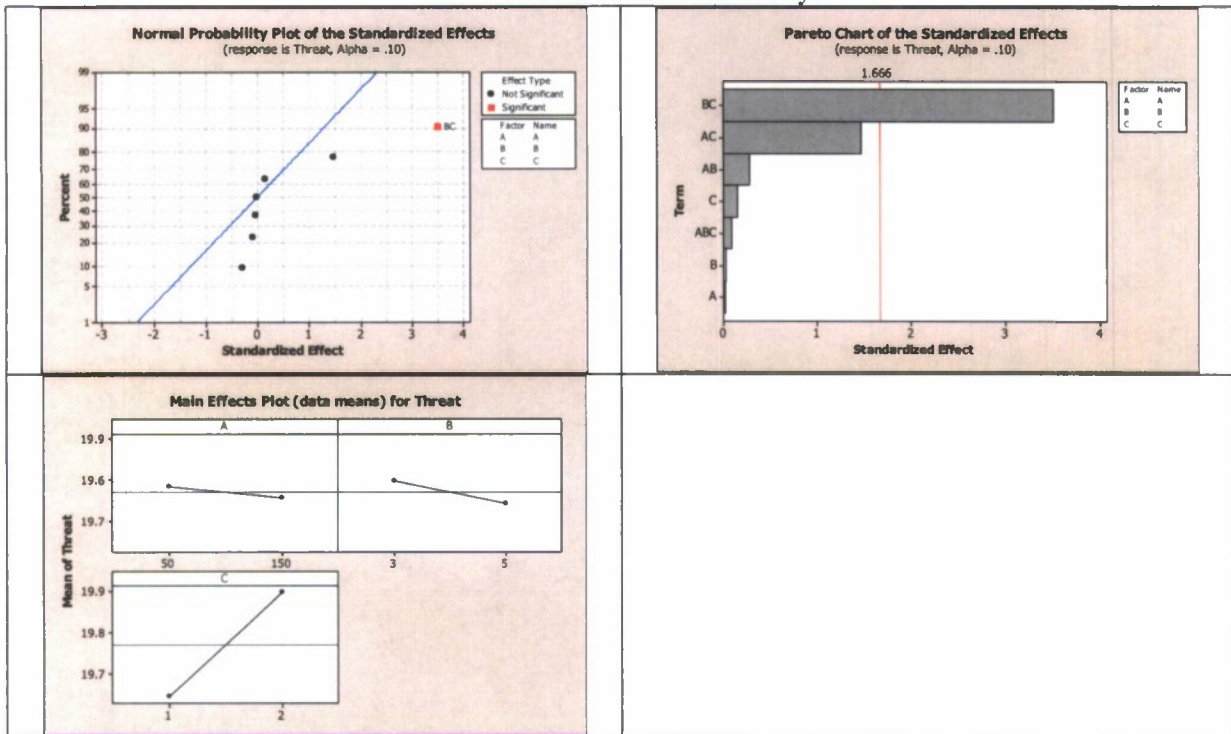 Normal Probability Plot of the Standardized Effects
(response is Threat, Alpha = .10)
99
95
90
80
70
60
50
40
30
20
10
5
1
Percent
BC
-3 -2 -1 0 1 2 3 4
Standardized Effect
Effect Type
Not Significant
Significant
Factor Name
A A
B B
C C
Pareto Chart of the Standardized Effects
(response is Threat, Alpha = .10)
1.666
Term
BC
AC
AB
C
ABC
B
A
0 1 2 3 4
Standardized Effect
Factor Name
A A
B B
C C
Main Effects Plot (data means) for Threat
Mean of Threat
A B
19.9
19.6
19.7
50 150 3 5
C
19.9
19.8
19.7
1 2